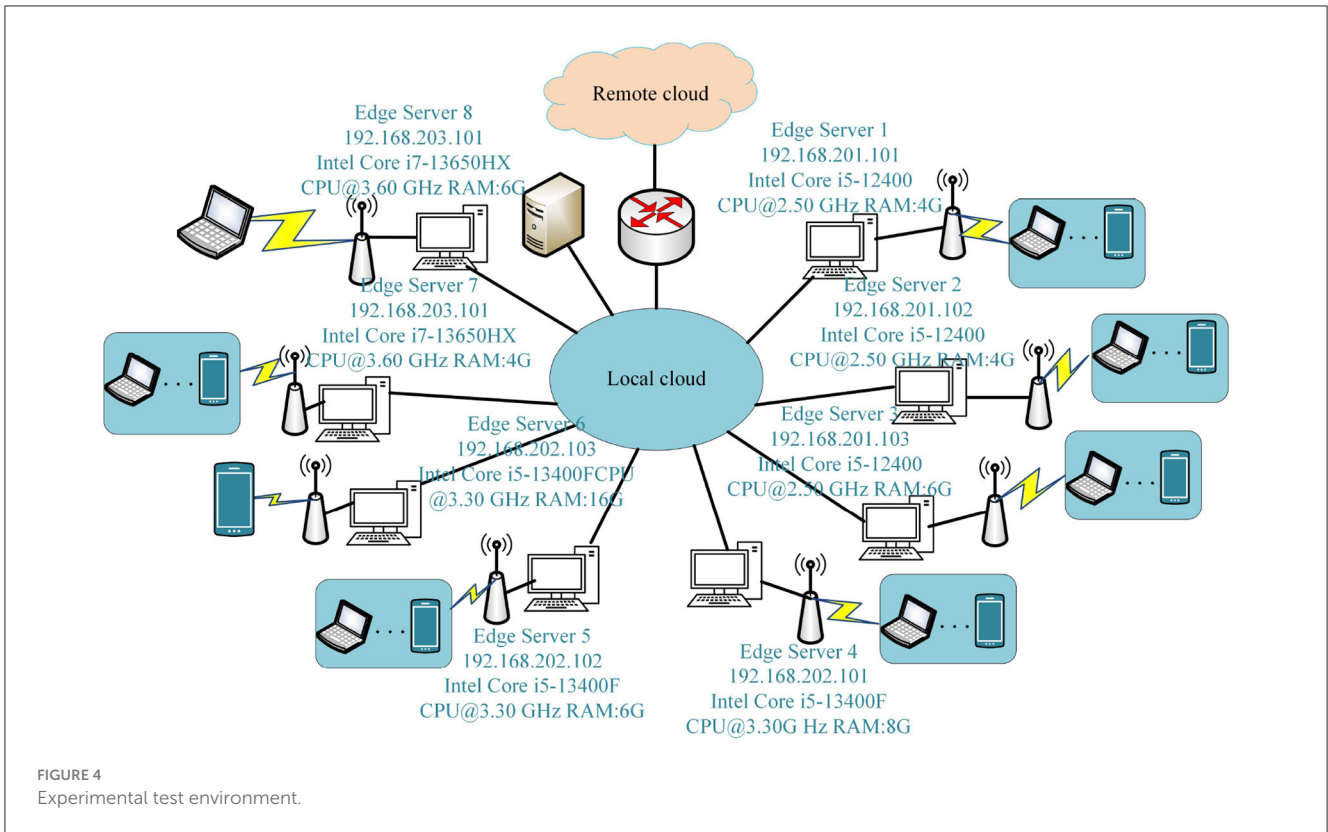 Remote cloud
Edge Server 8
192.168.203.101
Intel Core i7-13650HX
CPU@3.60 GHz RAM:6G
Edge Server 1
192.168.201.101
Intel Core i5-12400
CPU@2.50 GHz RAM:4G
Edge Server 7
192.168.203.101
Intel Core i7-13650HX
CPU@3.60 GHz RAM:4G
Edge Server 2
192.168.201.102
Intel Core i5-12400
CPU@2.50 GHz RAM:4G
Local cloud
Edge Server 6
192.168.202.103
Intel Core i5-13400FCPU
@3.30 GHz RAM:16G
Edge Server 3
192.168.201.103
Intel Core i5-12400
CPU@2.50 GHz RAM:6G
Edge Server 5
192.168.202.102
Intel Core i5-13400F
CPU@3.30 GHz RAM:6G
Edge Server 4
192.168.202.101
Intel Core i5-13400F
CPU@3.30G Hz RAM:8G
FIGURE 4
Experimental test environment.